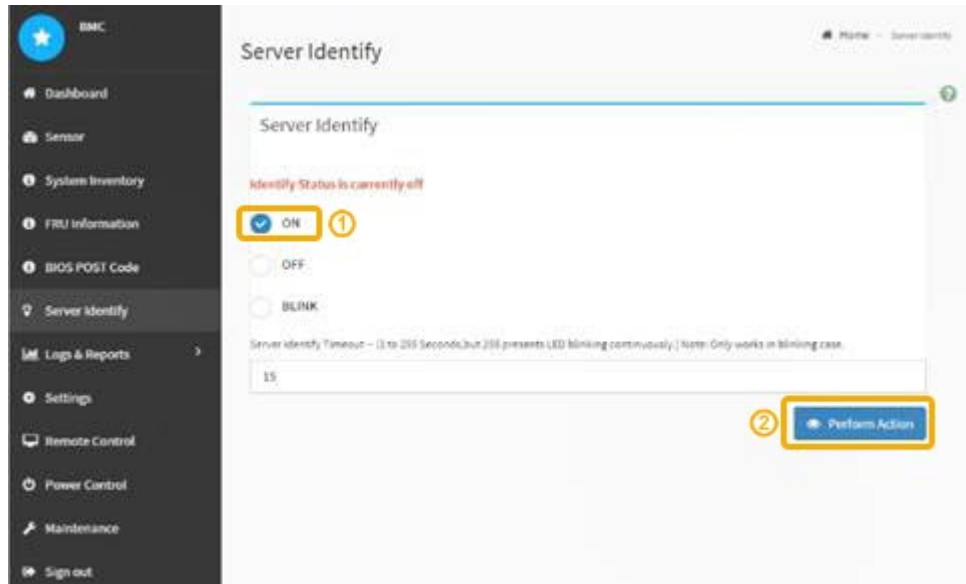 BMC
Home - Server Identify
Server Identify
Dashboard
Sensor
System Inventory
FRU Information
BIOS POST Code
Server Identify
Logs & Reports >
Settings
Remote Control
Power Control
Maintenance
Sign out
Server Identify
Identify Status is currently off
ON 1
OFF
BLINK
Server Identify Timeout -- (1 to 255 Seconds,but 255 presents LED blinking continuously.) Note: Only works in blinking case.
15
2 Perform Action